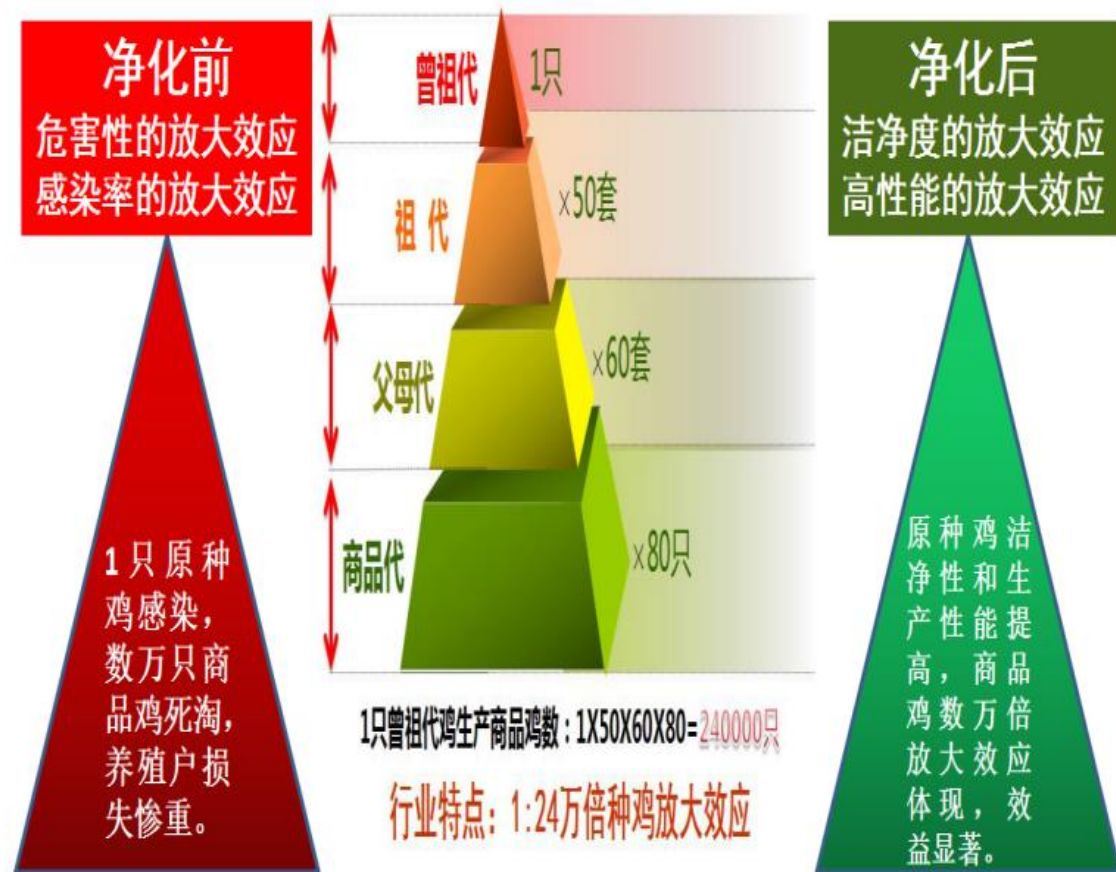 净化前
危害性的放大效应
感染率的放大效应
1只原种
鸡感染，
数万只商
品鸡死淘，
养殖户损
失惨重。
曾祖代
1只
祖 代
×50套
父母代
×60套
商品代
×80只
1只曾祖代鸡生产商品鸡数：1X50X60X80=240000只
行业特点：1:24万倍种鸡放大效应
净化后
洁净度的放大效应
高性能的放大效应
原种鸡洁
净性和生
产性能提
高，商品
鸡数万倍
放大效应
体现，效
益显著。